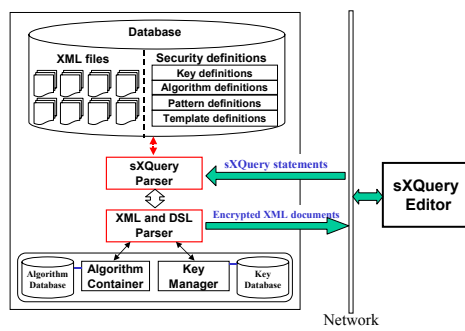 Database
XML files
Security definitions
Key definitions
Algorithm definitions
Pattern definitions
Template definitions
sXQuery
Parser
sXQuery statements
sXQuery
Editor
XML and DSL
Parser
Encrypted XML documents
Algorithm
Database
Algorithm
Container
Key
Manager
Key
Database
Network